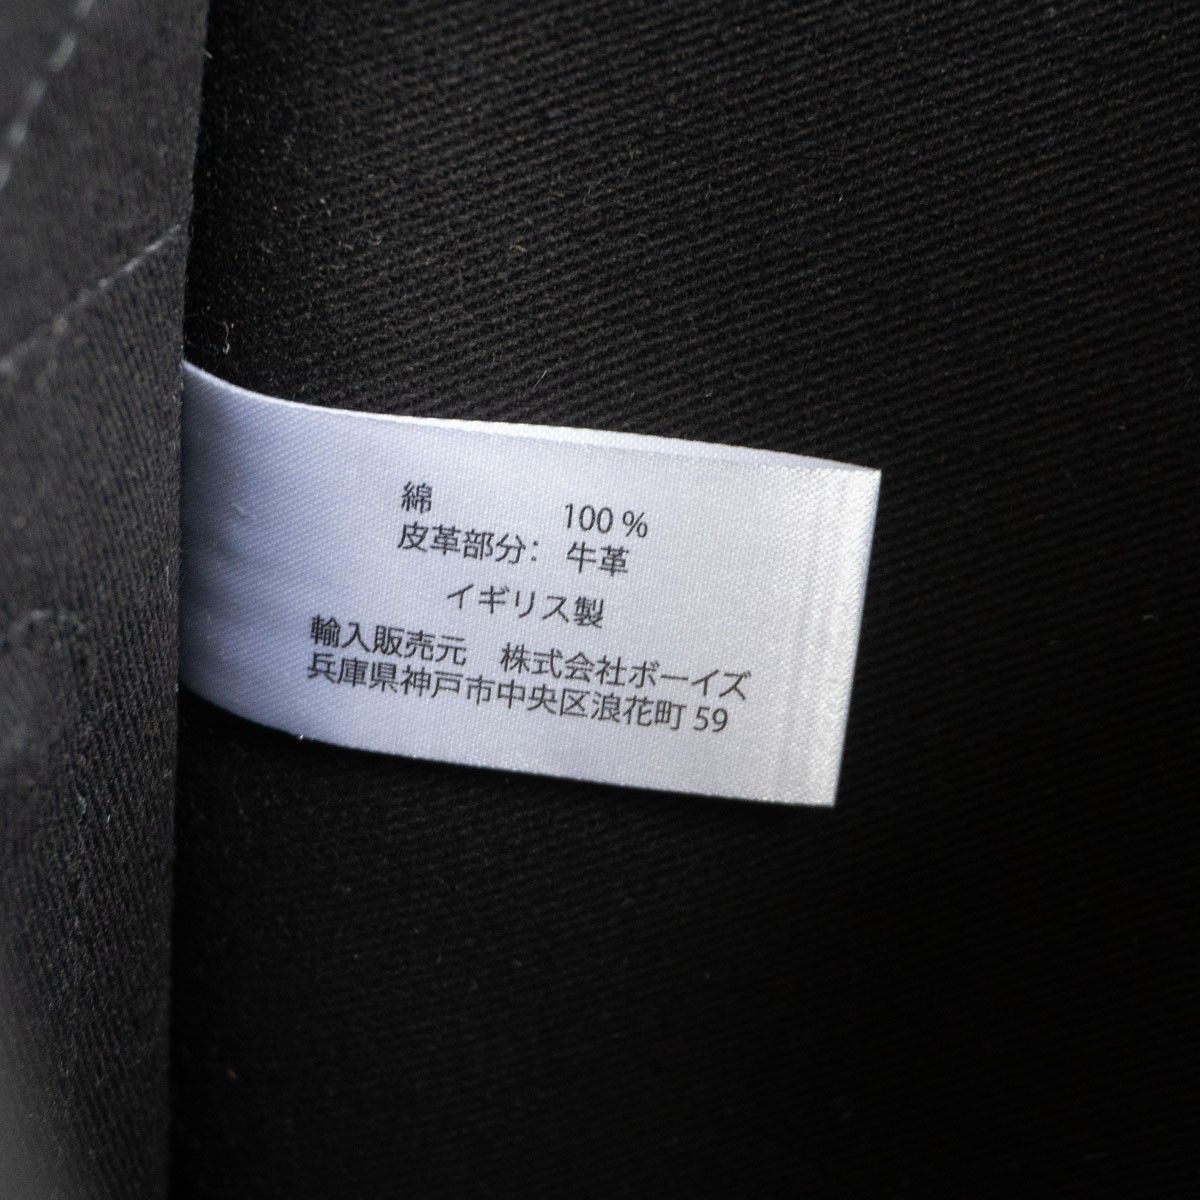 綿 100 %
皮革部分： 牛革
イギリス製
輸入販売元 株式会社ボーイズ
兵庫県神戸市中央区浪花町 59